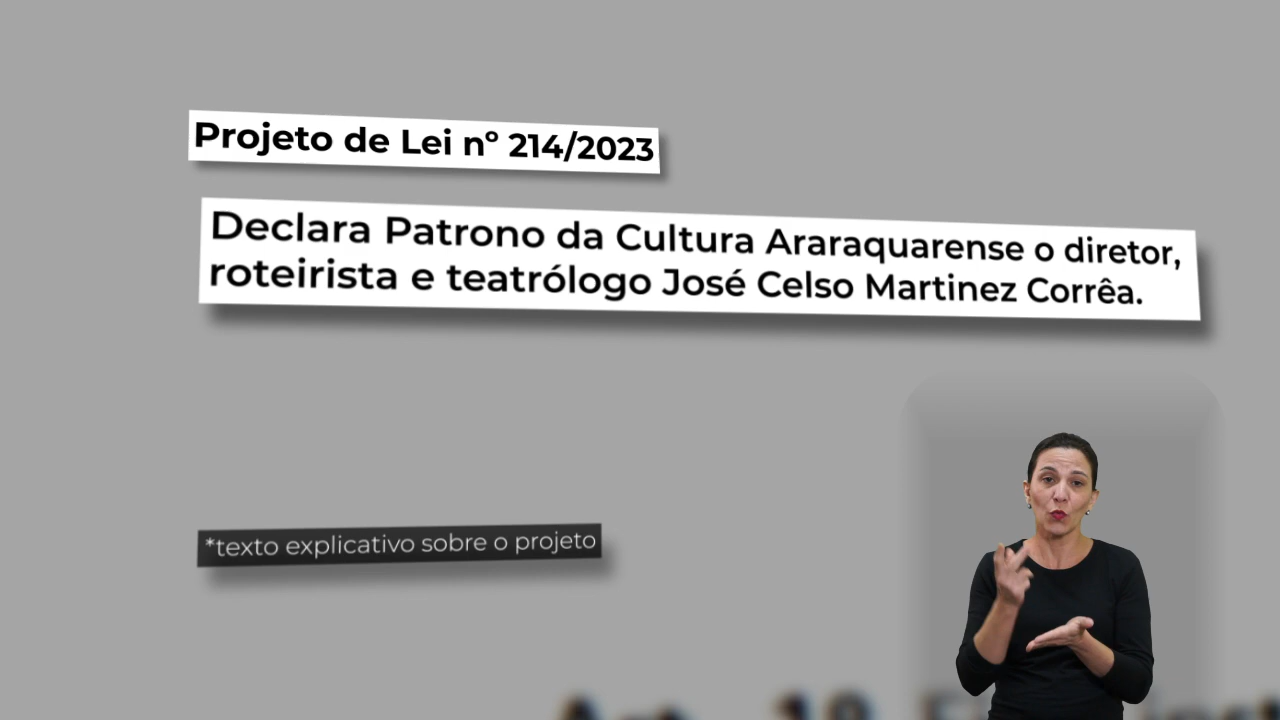 Projeto de Lei nº 214/2023
Declara Patrono da Cultura Araraquarense o diretor,
roteirista e teatrólogo José Celso Martinez Corrêa.
*texto explicativo sobre o projeto